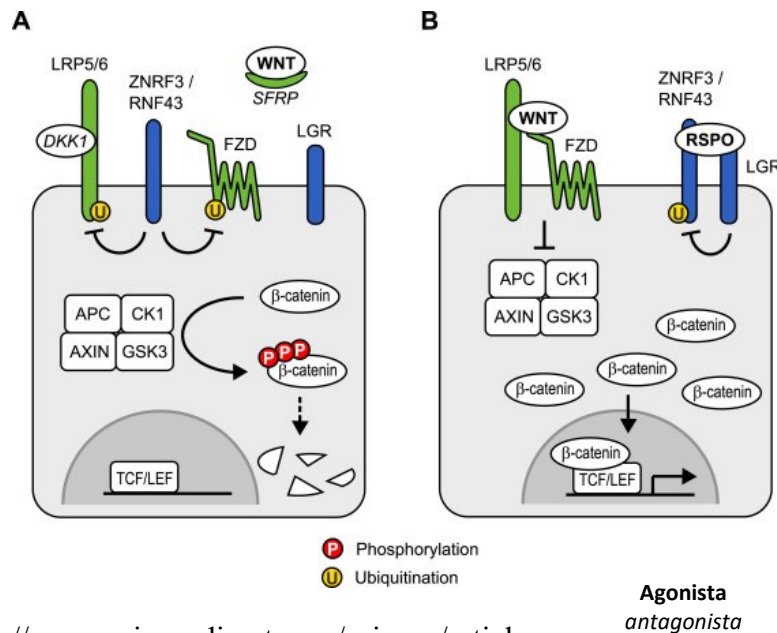 A
LRP5/6
ZNRF3 /
RNF43
WNT
SFRP
DKK1
FZD
LGR
U
U
APC
CK1
AXIN
GSK3
β-catenin
P P P
β-catenin
TCF/LEF
B
LRP5/6
WNT
FZD
ZNRF3 /
RNF43
RSPO
LGR
U
APC
CK1
AXIN
GSK3
β-catenin
β-catenin
β-catenin
β-catenin
β-catenin
TCF/LEF
P Phosphorylation
U Ubiquitination
Agonista
antagonista